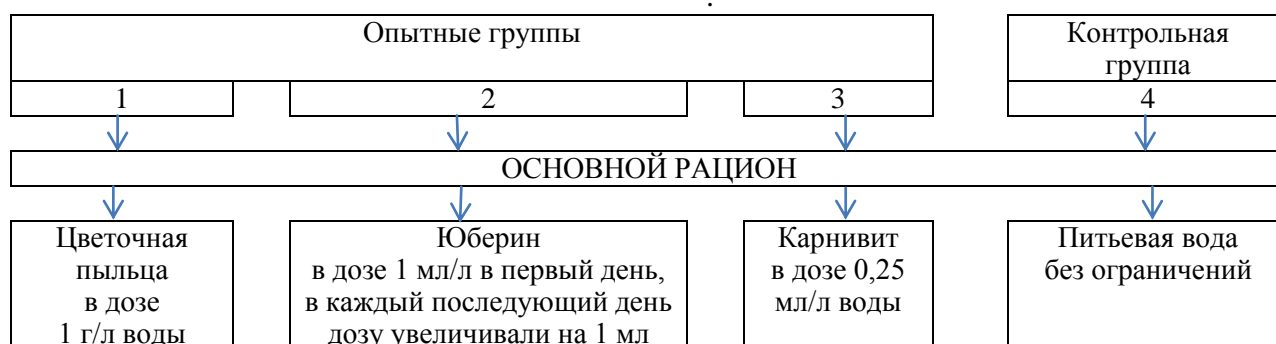 Опытные группы
Контрольная
группа
1
2
3
4
ОСНОВНОЙ РАЦИОН
Цветочная
пыльца
в дозе
1 г/л воды
Юберин
в дозе 1 мл/л в первый день,
в каждый последующий день
дозу увеличивали на 1 мл
Карнивит
в дозе 0,25
мл/л воды
Питьевая вода
без ограничений